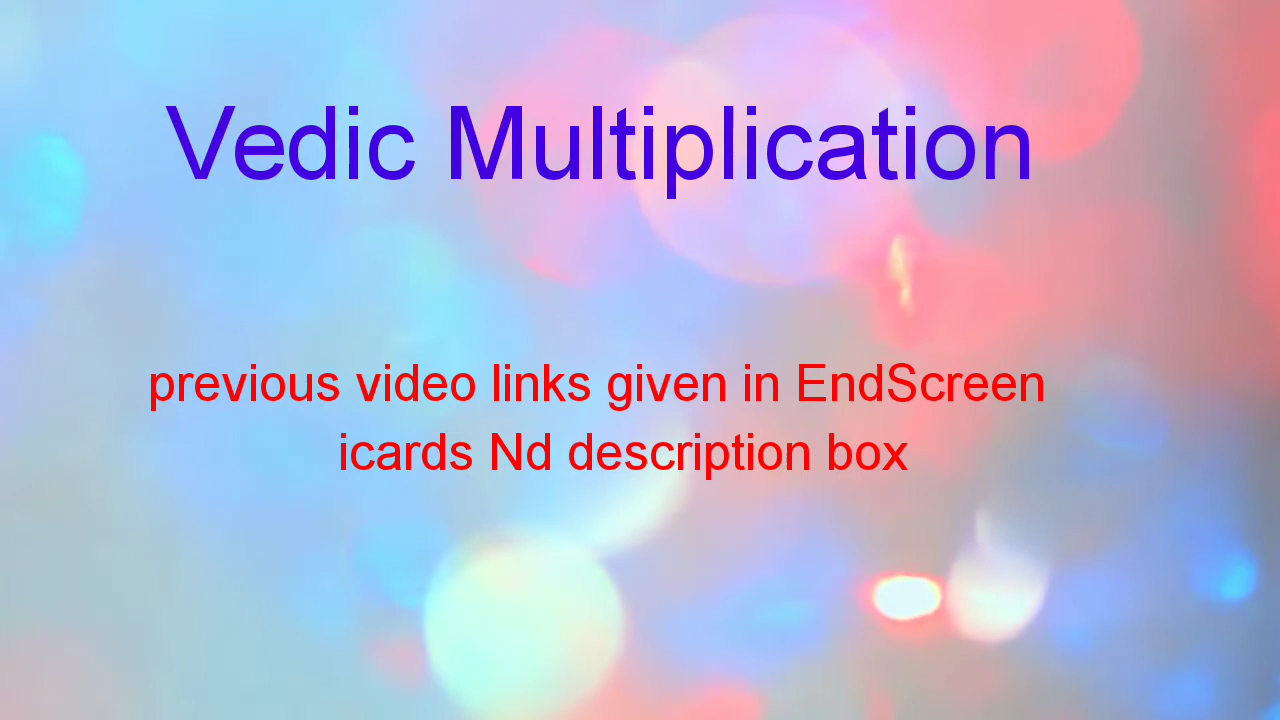 Vedic Multiplication
previous video links given in EndScreen
icards Nd description box